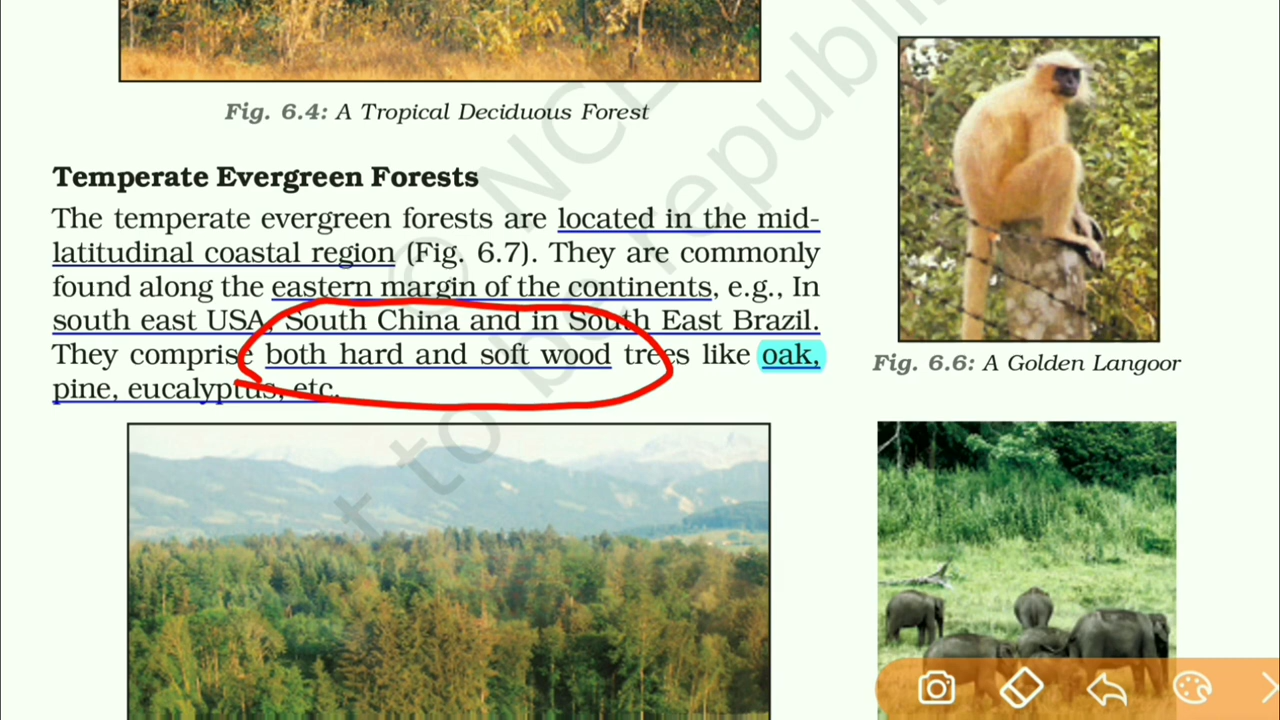 Fig. 6.4: A Tropical Deciduous Forest
Temperate Evergreen Forests
The temperate evergreen forests are located in the mid-
latitudinal coastal region (Fig. 6.7). They are commonly
found along the eastern margin of the continents, e.g., In
south east USA, South China and in South East Brazil.
They comprise both hard and soft wood trees like oak,
pine, eucalyptus, etc.
Fig. 6.6: A Golden Langoor